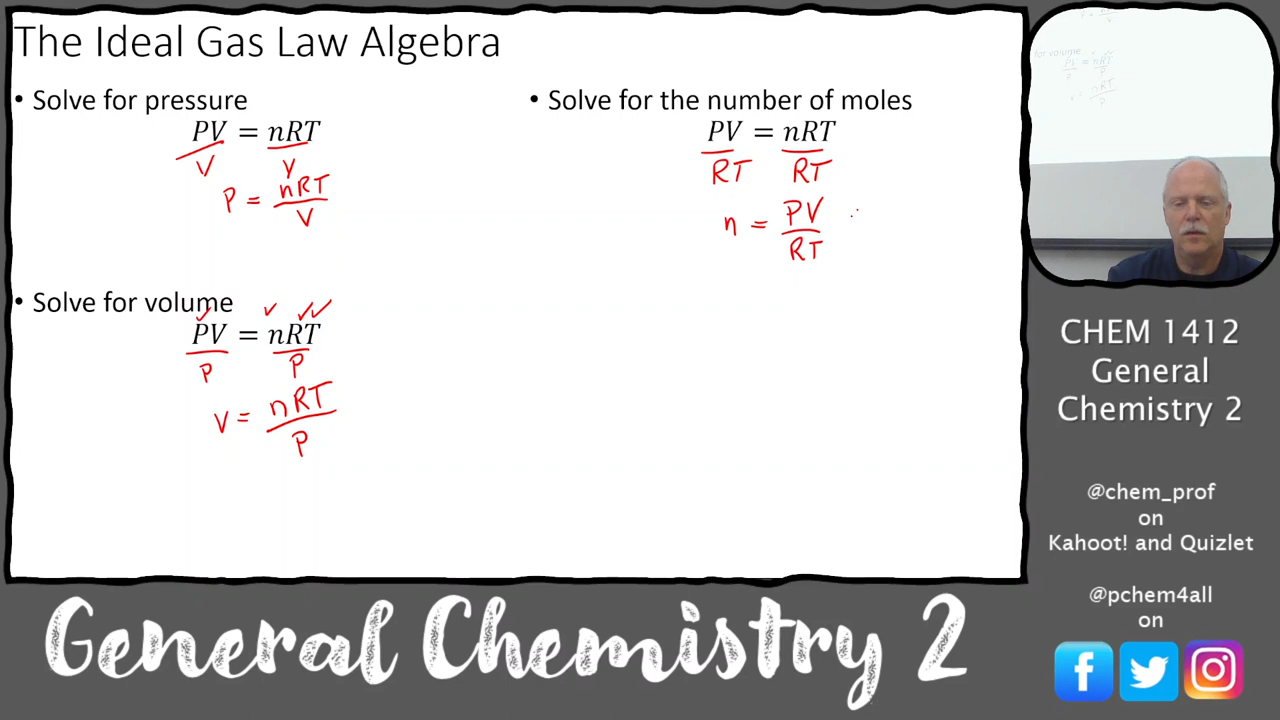 The Ideal Gas Law Algebra
• Solve for pressure
PV = nRT
V V
P = nRT
V
• Solve for volume
PV = nRT
P P
V = nRT
P
• Solve for the number of moles
PV = nRT
RT RT
n = PV
RT
CHEM 1412
General
Chemistry 2
@chem_prof
on
Kahoot! and Quizlet
@pchem4all
on
General Chemistry 2